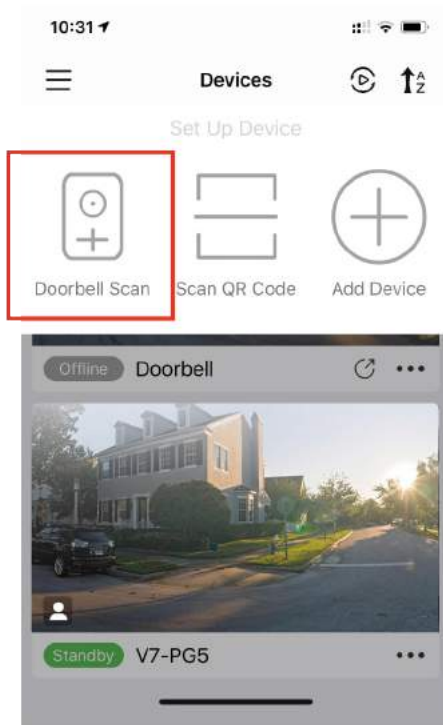 10:31
Devices
A
Z
Set Up Device
Doorbell Scan
Scan QR Code
Add Device
Offline
Doorbell
Standby
V7-PG5